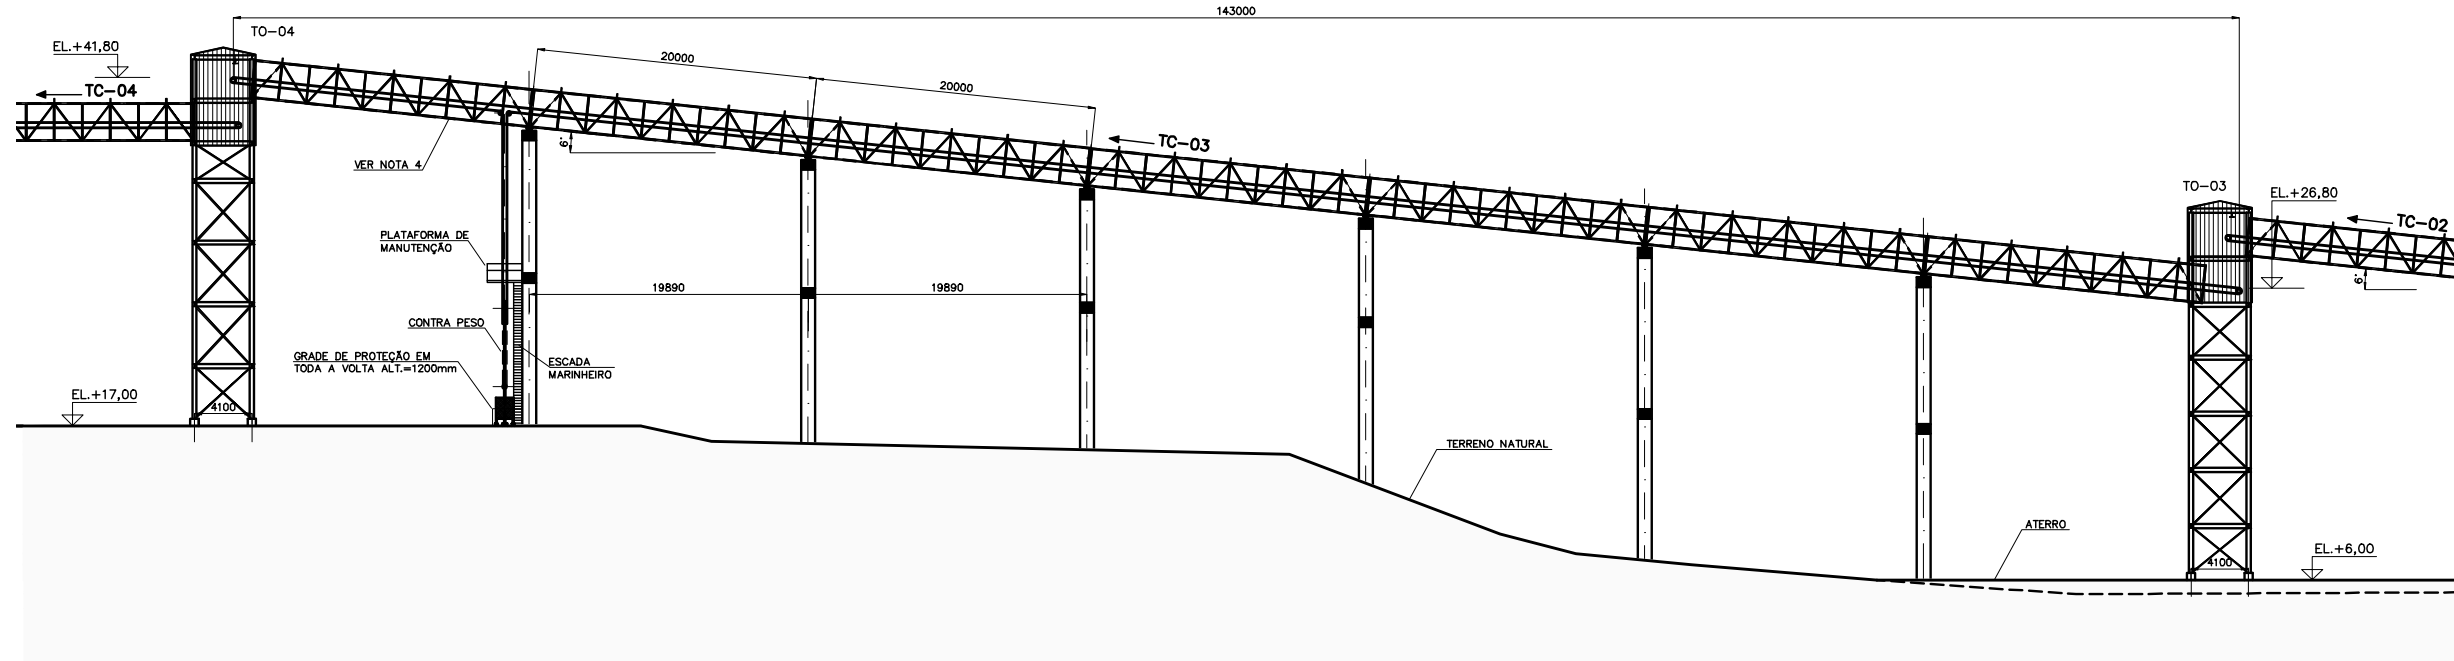 143000
TO-04
EL.+41,80
TC-04
20000
20000
TC-03
VER NOTA 4
6°
TO-03
EL.+26,80
TC-02
6°
PLATAFORMA DE
MANUTENÇÃO
19890
19890
CONTRA PESO
GRADE DE PROTEÇÃO EM
TODA A VOLTA ALT.=1200mm
ESCADA
MARINHEIRO
EL.+17,00
4100
TERRENO NATURAL
ATERRO
EL.+6,00
4100